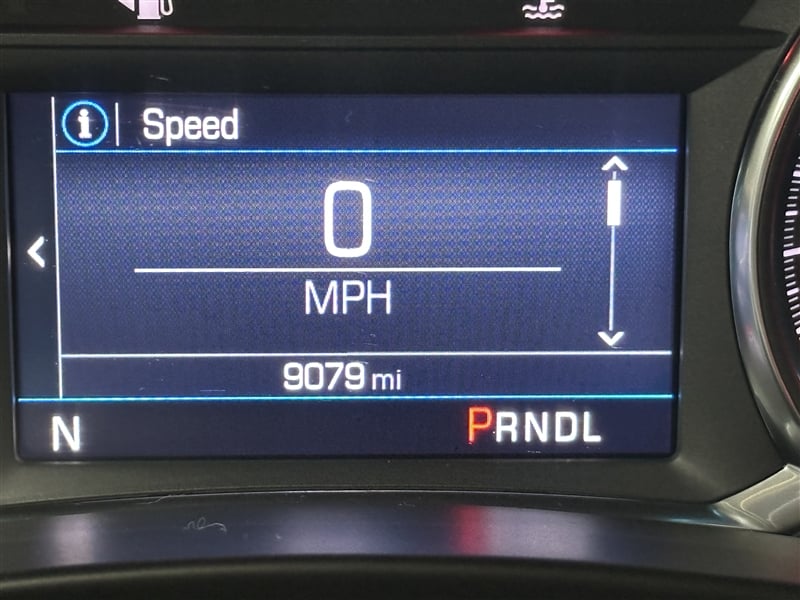 i Speed
0
MPH
9079 mi
N PRNDL